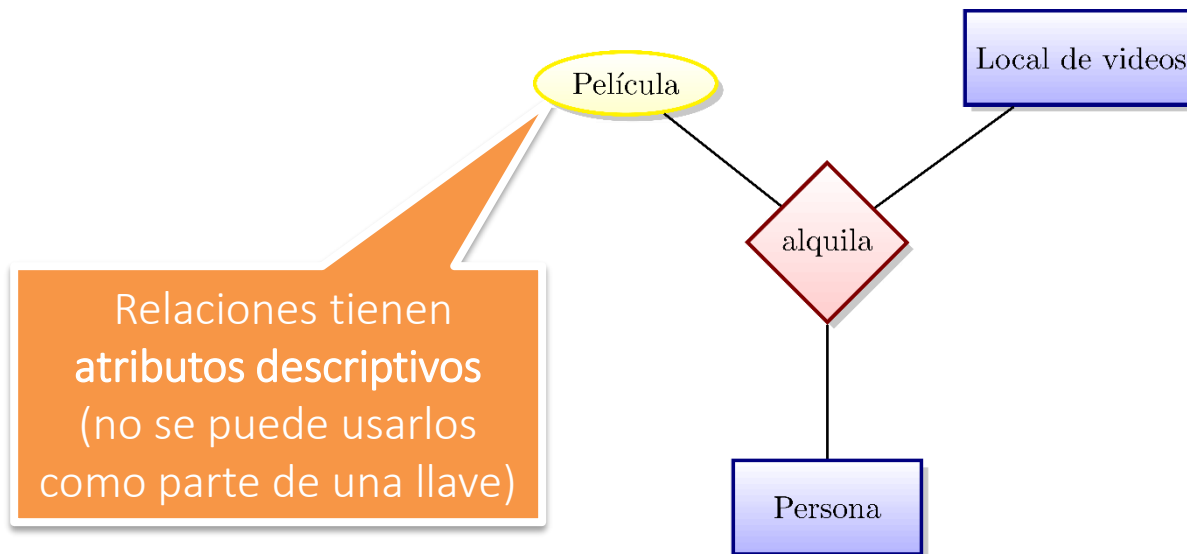 Película
Local de videos
alquila
Relaciones tienen
atributos descriptivos
(no se puede usarlos
como parte de una llave)
Persona